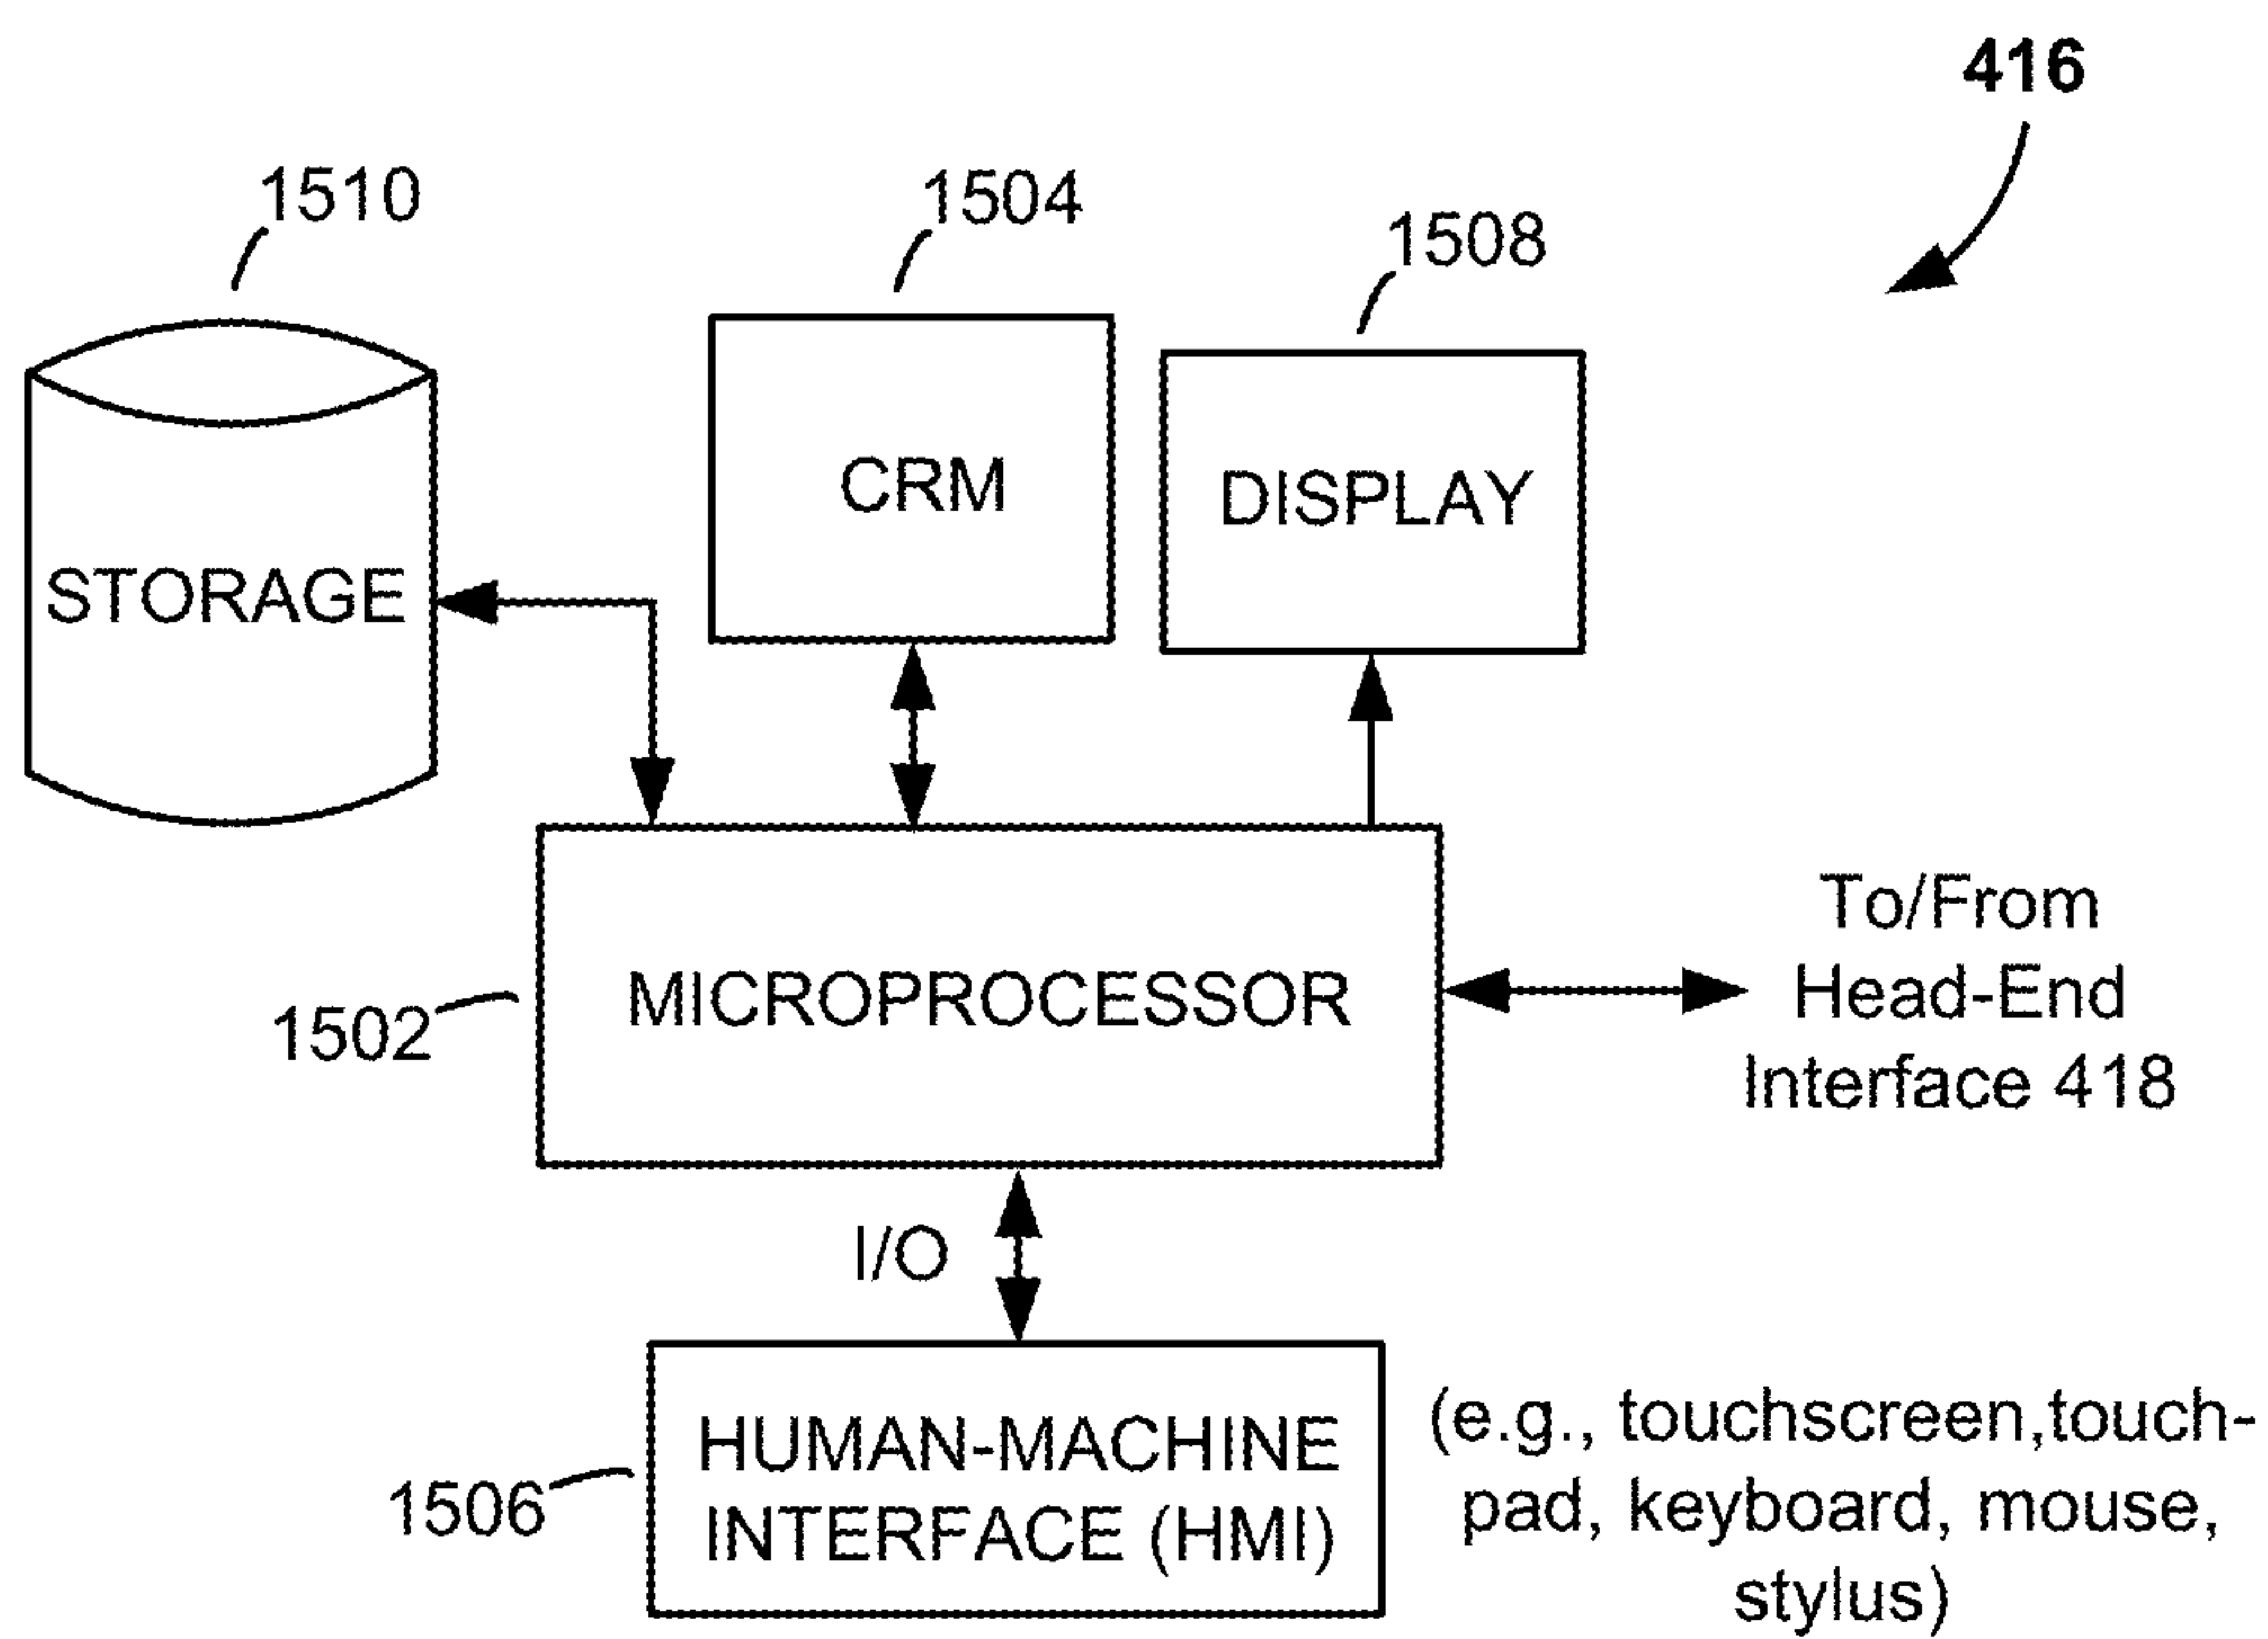 416
1510
1504
1508
CRM
DISPLAY
STORAGE
To/From
Head-End
Interface 418
MICROPROCESSOR
1502
I/O
HUMAN-MACHINE
INTERFACE (HMI)
1506
(e.g., touchscreen,touch-
pad, keyboard, mouse,
stylus)